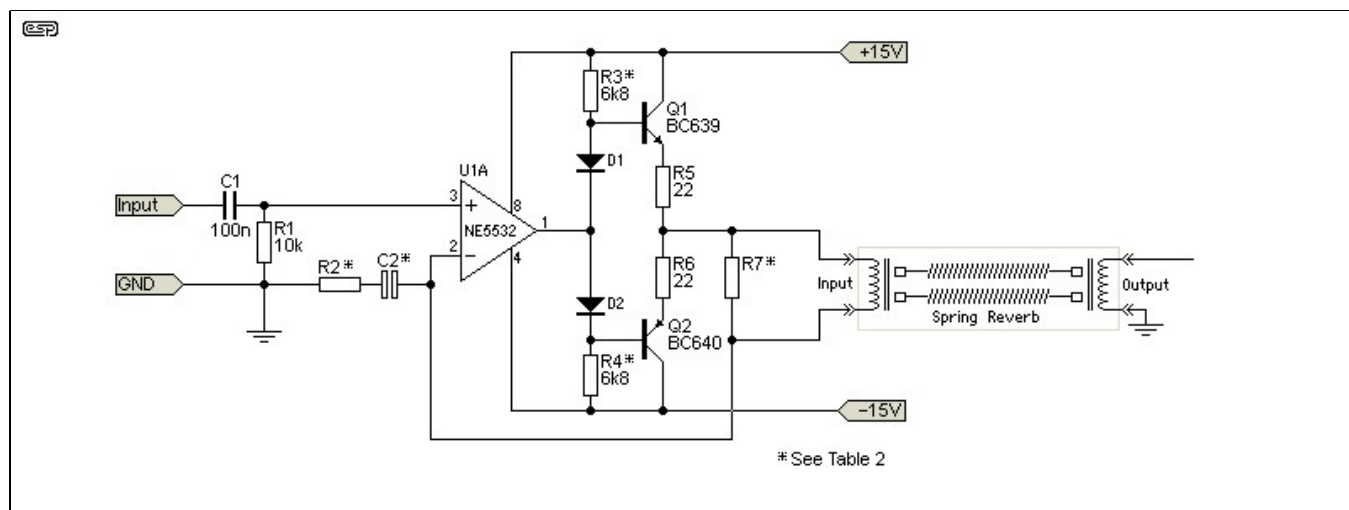 esp
+15V
R3*
6k8
Q1
BC639
D1
R5
22
U1A
C1
Input
3
+
8
NE5532
1
100n
R1
10k
2
-
4
R2*
C2*
GND
R6
22
R7*
Input
Output
Spring Reverb
D2
Q2
BC640
R4*
6k8
-15V
*See Table 2